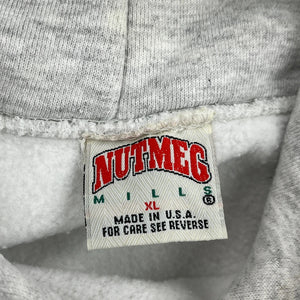 NUTMEG
MILLS ®
XL
MADE IN U.S.A.
FOR CARE SEE REVERSE